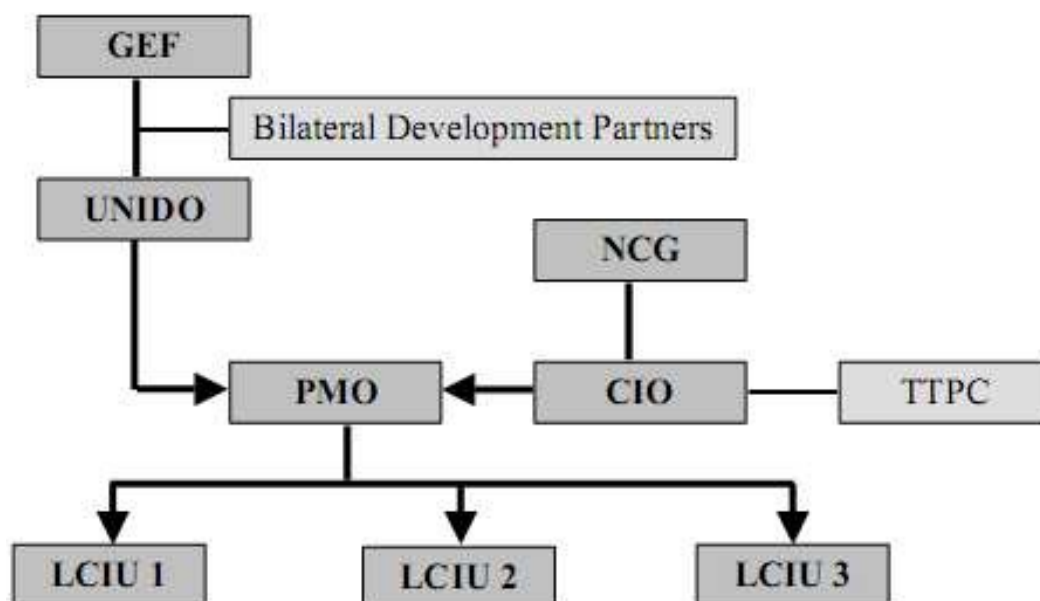 GEF
Bilateral Development Partners
UNIDO
NCG
PMO
CIO
TTPC
LCIU 1
LCIU 2
LCIU 3